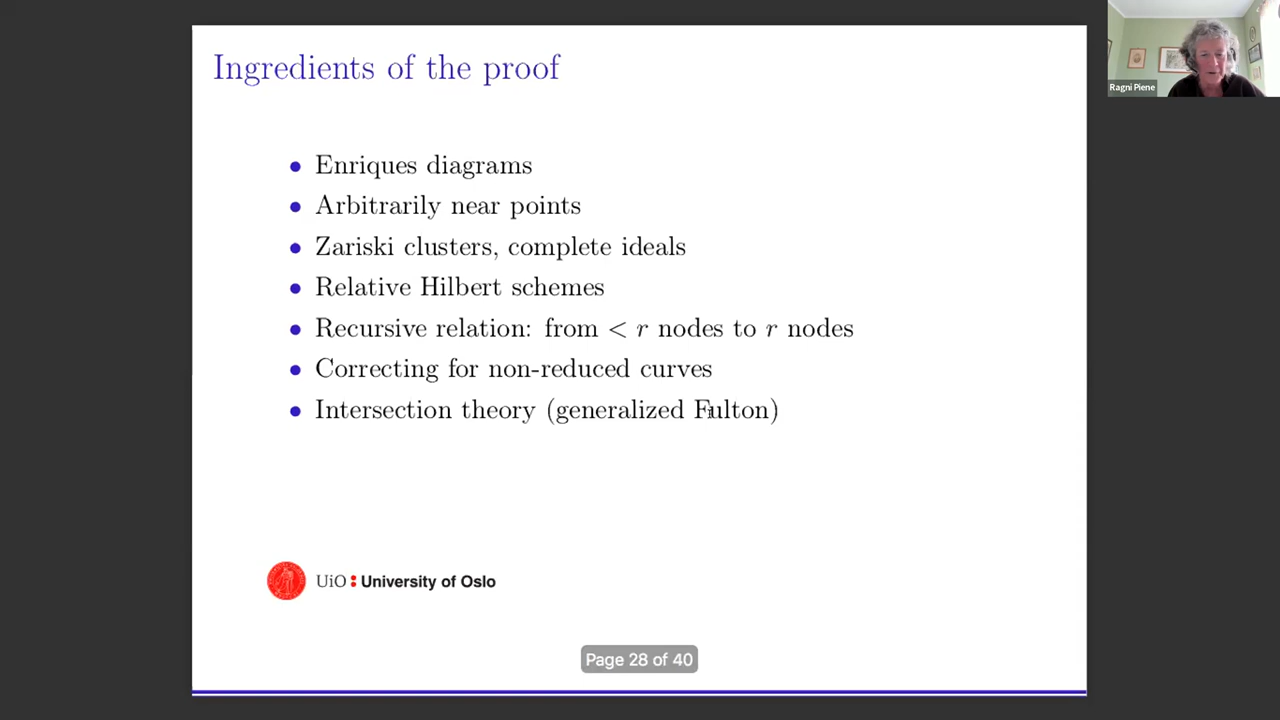 Ingredients of the proof
Ragni Piene
• Enriques diagrams
• Arbitrarily near points
• Zariski clusters, complete ideals
• Relative Hilbert schemes
• Recursive relation: from < r nodes to r nodes
• Correcting for non-reduced curves
• Intersection theory (generalized Fulton)
UiO : University of Oslo
Page 28 of 40